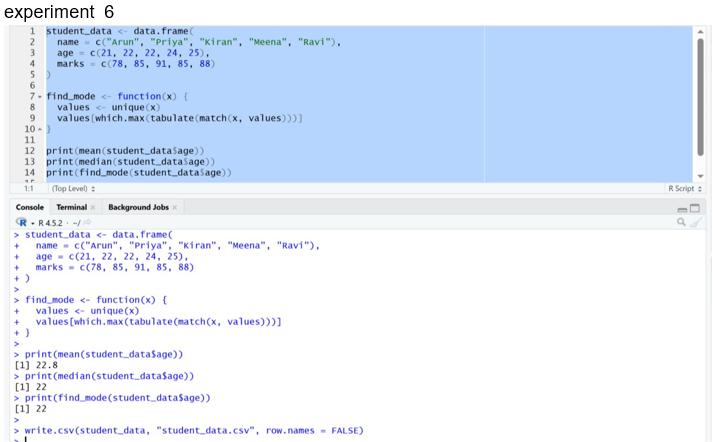 experiment  6
1 student_data <- data.frame(
2   name = c("Arun", "Priya", "Kiran", "Meena", "Ravi"),
3   age = c(21, 22, 22, 24, 25),
4   marks = c(78, 85, 91, 85, 88)
5 )
6
7 find_mode <- function(x) {
8   values <- unique(x)
9   values[which.max(tabulate(match(x, values)))]
10 }
11
12 print(mean(student_data$age))
13 print(median(student_data$age))
14 print(find_mode(student_data$age))
1:1 (Top Level) R Script
Console Terminal Background Jobs
R R 4.5.2 · ~/
> student_data <- data.frame(
+   name = c("Arun", "Priya", "Kiran", "Meena", "Ravi"),
+   age = c(21, 22, 22, 24, 25),
+   marks = c(78, 85, 91, 85, 88)
+ )
>
> find_mode <- function(x) {
+   values <- unique(x)
+   values[which.max(tabulate(match(x, values)))]
+ }
>
> print(mean(student_data$age))
[1] 22.8
> print(median(student_data$age))
[1] 22
> print(find_mode(student_data$age))
[1] 22
>
> write.csv(student_data, "student_data.csv", row.names = FALSE)
>